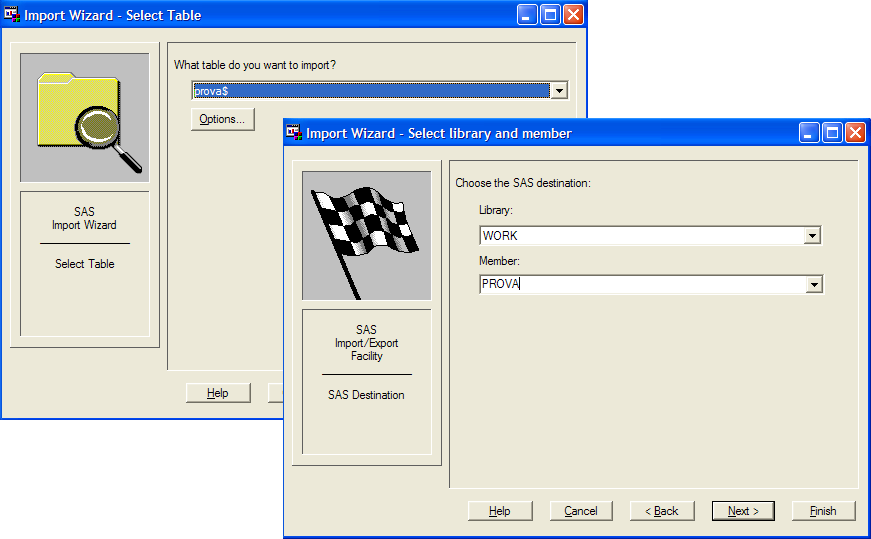 Import Wizard - Select Table
What table do you want to import?
prova$
Options...
SAS
Import Wizard
Select Table
Help
Import Wizard - Select library and member
Choose the SAS destination:
Library:
WORK
Member:
PROVA
SAS
Import/Export
Facility
SAS Destination
Help
Cancel
< Back
Next >
Finish